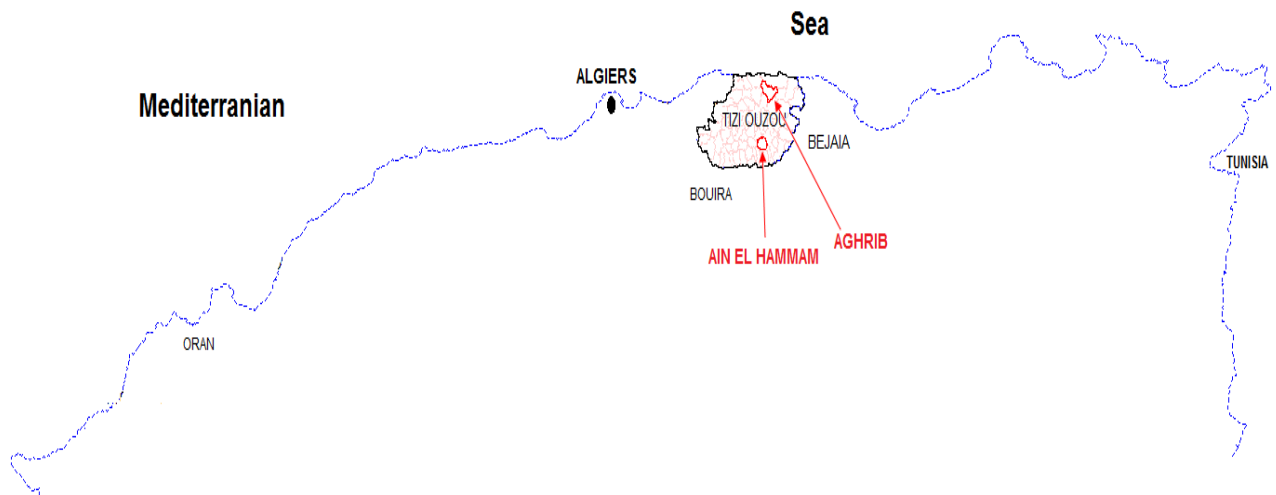 Sea
ALGIERS
Mediterranian
TIZI OUZOU
BEJAIA
TUNISIA
BOUIRA
AGHRIB
AIN EL HAMMAM
ORAN